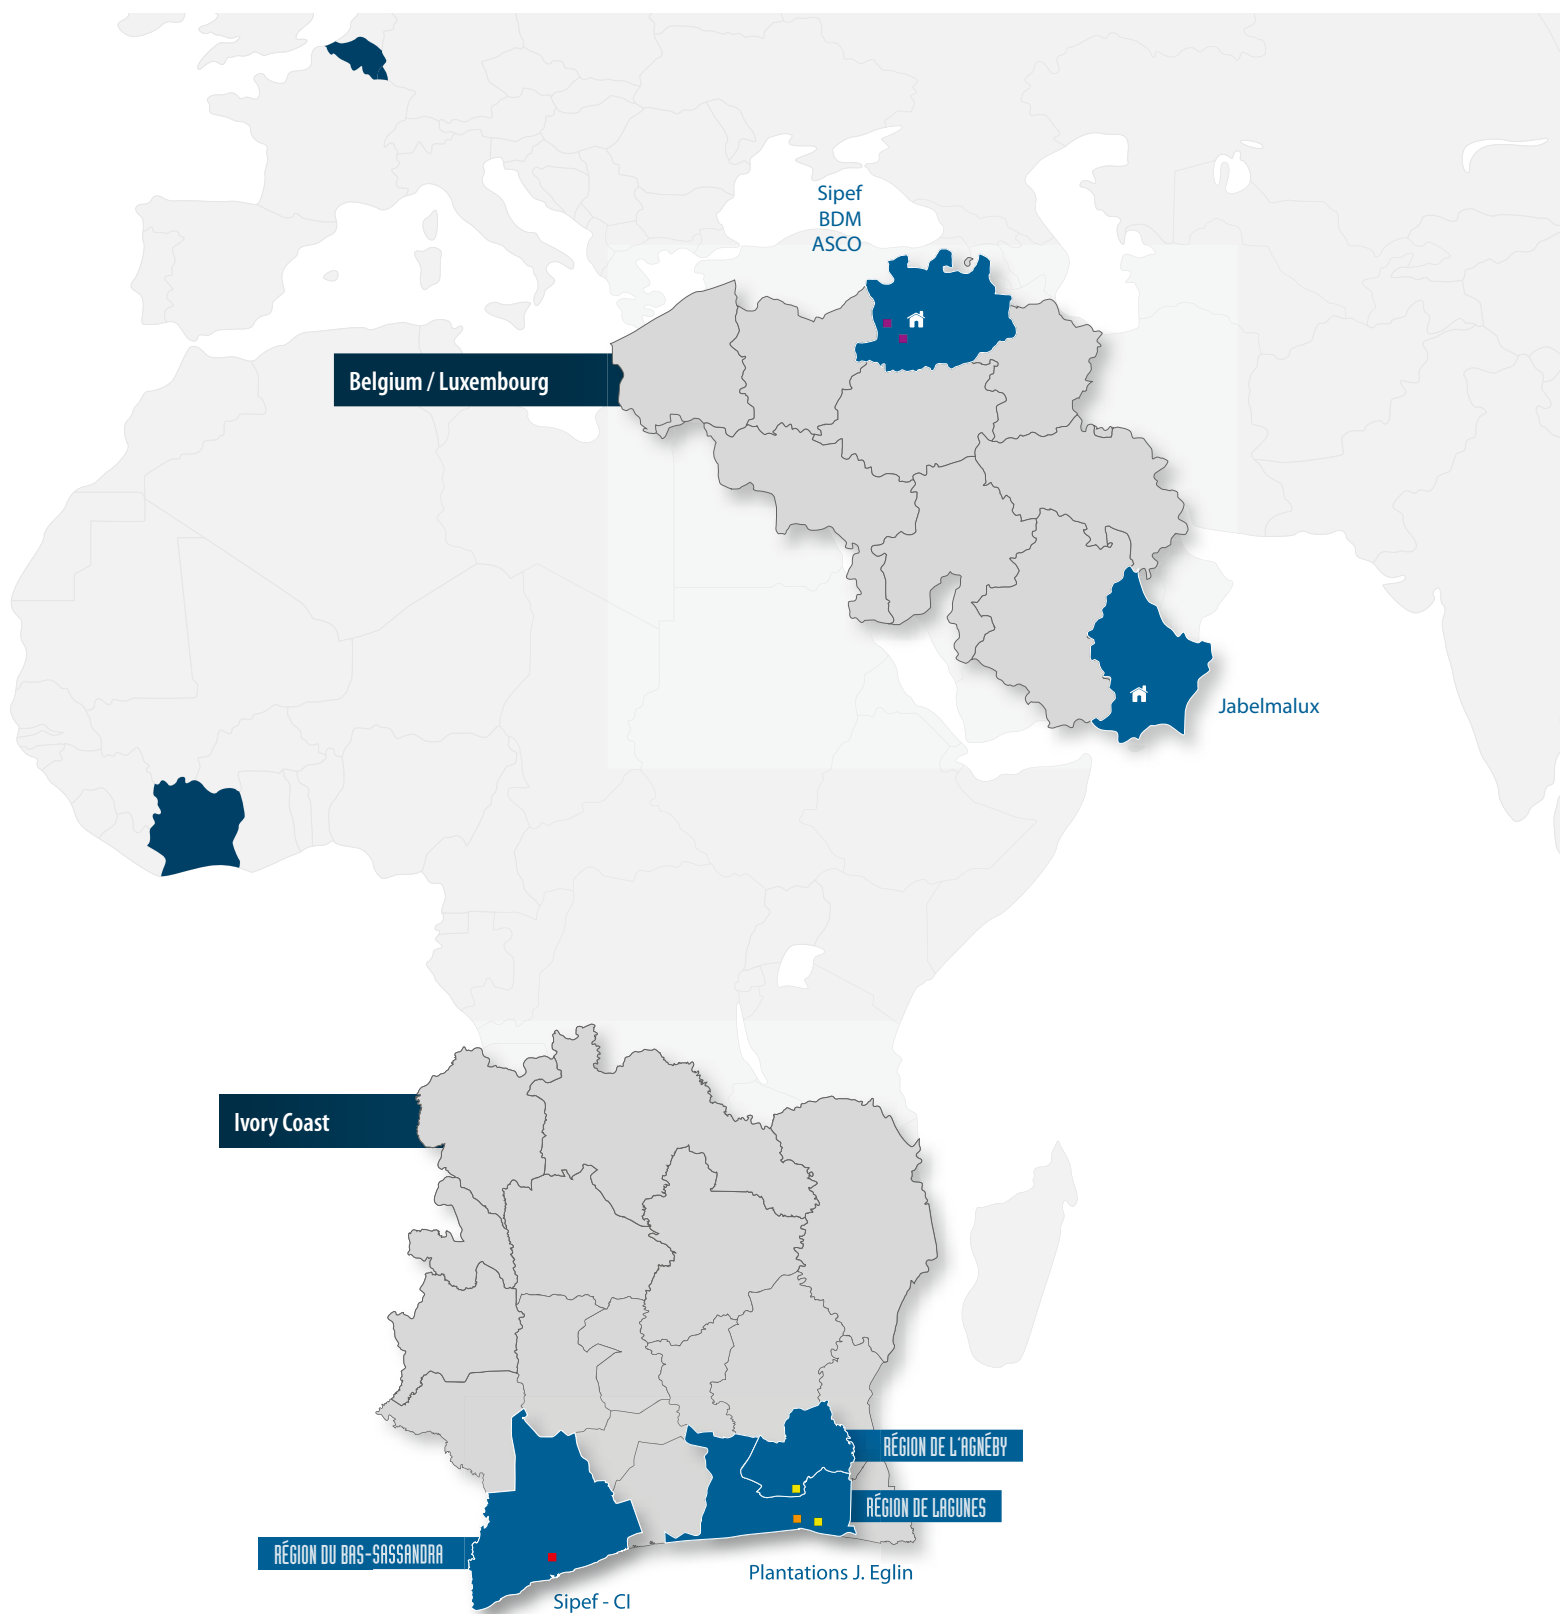 Sipef
BDM
ASCO
Belgium / Luxembourg
Jabelmalux
Ivory Coast
RÉGION DE L'AGNÉBY
RÉGION DE LAGUNES
RÉGION DU BAS-SASSANDRA
Plantations J. Eglin
Sipef - CI